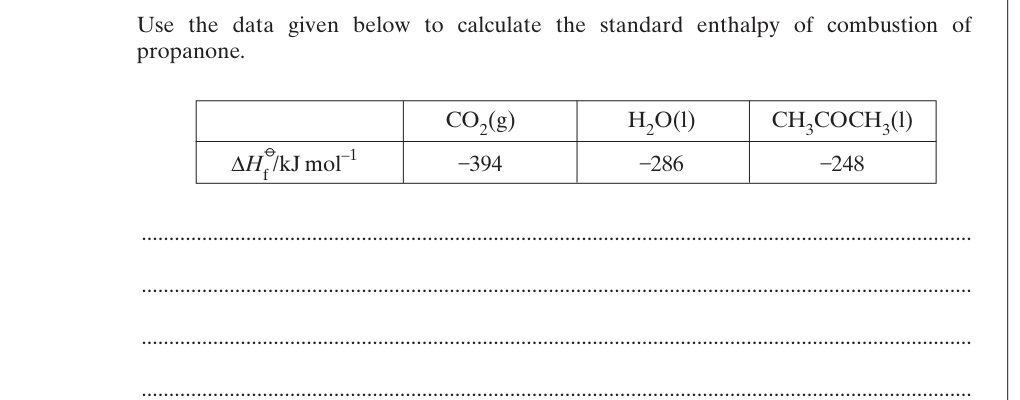 Use the data given below to calculate the standard enthalpy of combustion of
propanone.
CO₂(g) H₂O(l) CH₃COCH₃(l)
ΔH_f^⦵/kJ mol⁻¹ −394 −286 −248